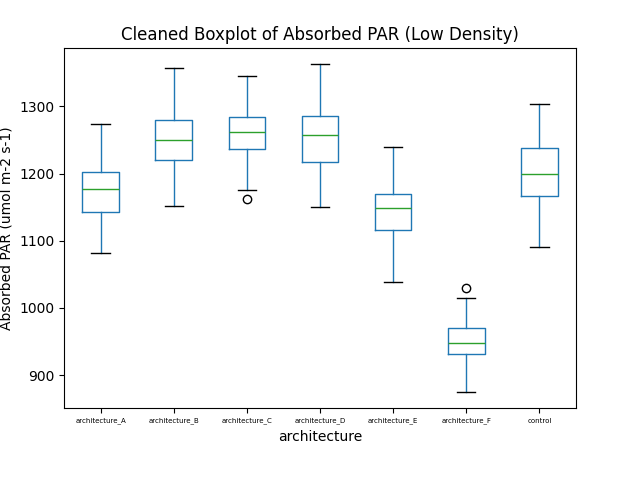 Cleaned Boxplot of Absorbed PAR (Low Density)
Absorbed PAR (umol m-2 s-1)
1300
1200
1100
1000
900
architecture_A architecture_B architecture_C architecture_D architecture_E architecture_F control
architecture